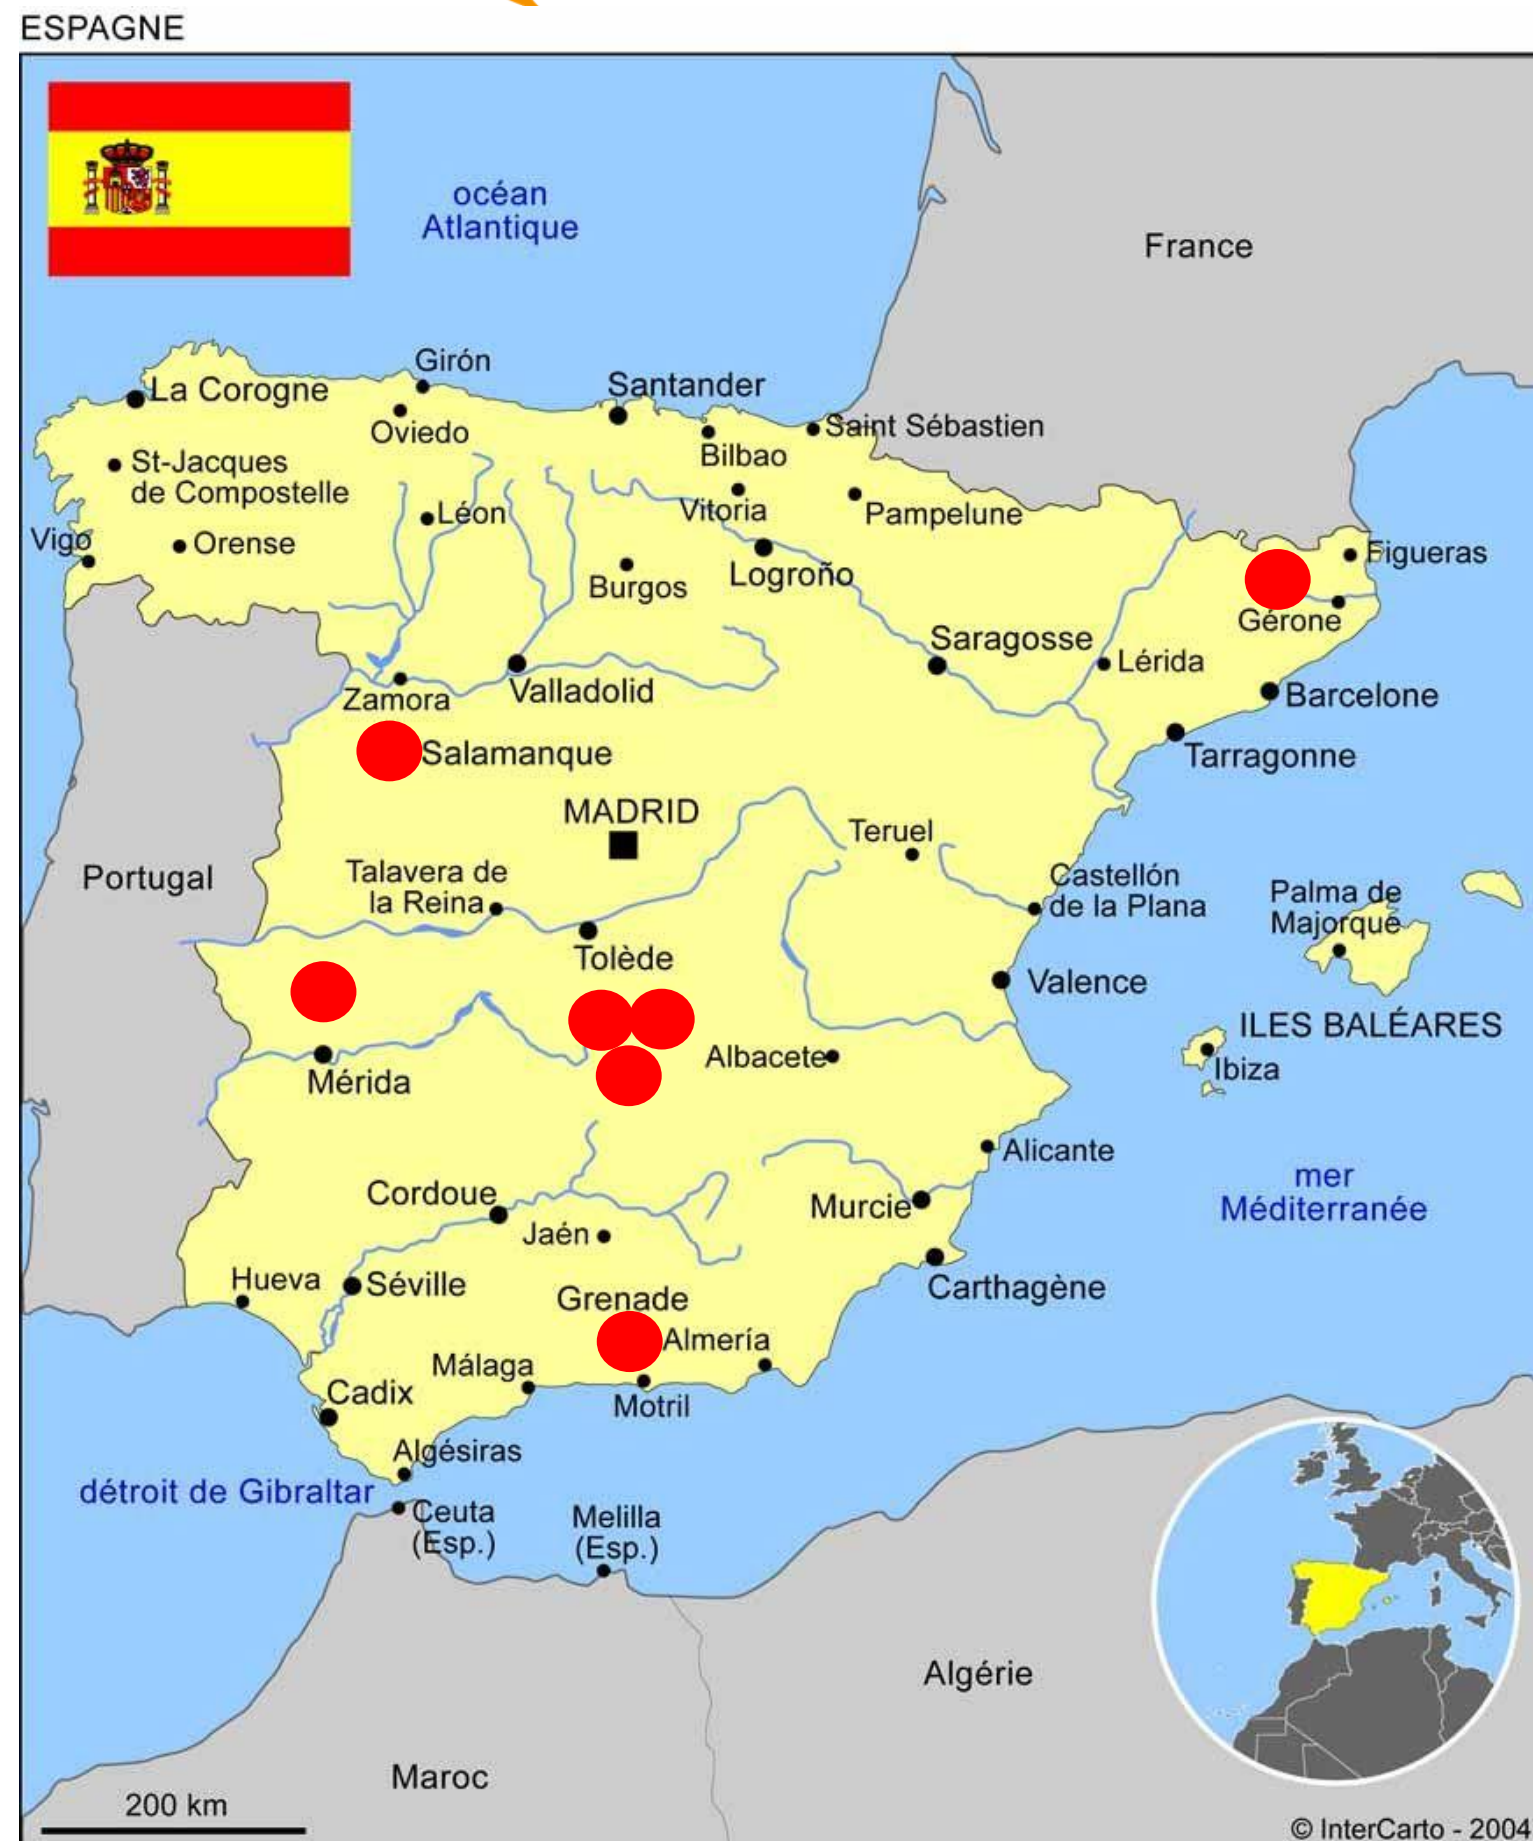 ESPAGNE
océan
Atlantique
France
Girón
La Corogne
Santander
Oviedo
Saint Sébastien
Bilbao
St-Jacques
de Compostelle
Léon
Vitoria
Pampelune
Vigo
Orense
Figueras
Burgos
Logroño
Gérone
Saragosse
Lérida
Zamora
Valladolid
Barcelone
Salamanque
Tarragonne
MADRID
Teruel
Portugal
Talavera de
la Reina
Castellón
de la Plana
Palma de
Majorque
Tolède
Valence
ILES BALÉARES
Albacete
Ibiza
Mérida
Alicante
mer
Méditerranée
Cordoue
Murcie
Jaén
Hueva
Séville
Carthagène
Grenade
Almería
Málaga
Cadix
Motril
Algésiras
détroit de Gibraltar
Ceuta
(Esp.)
Melilla
(Esp.)
Algérie
Maroc
200 km
© InterCarto - 2004